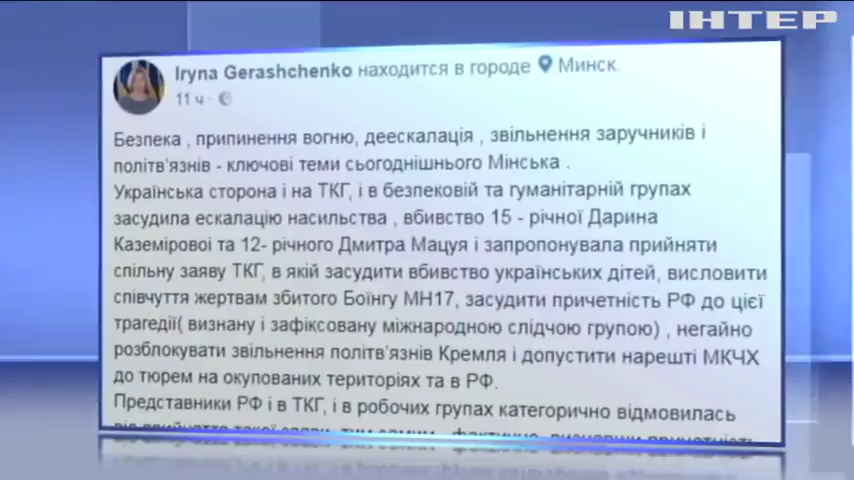 ІНТЕР
Iryna Gerashchenko находится в городе Минск.
11 ч ·
Безпека , припинення вогню, деескалація , звільнення заручників і
політв'язнів - ключові теми сьогоднішнього Мінська .
Українська сторона і на ТКГ, і в безпековій та гуманітарній групах
засудила ескалацію насильства , вбивство 15 - річної Дарина
Каземірової та 12- річного Дмитра Мацуя і запропонувала прийняти
спільну заяву ТКГ, в якій засудити вбивство українських дітей, висловити
співчуття жертвам збитого Боїнгу МН17, засудити причетність РФ до цієї
трагедії( визнану і зафіксовану міжнародною слідчою групою) , негайно
розблокувати звільнення політв'язнів Кремля і допустити нарешті МКЧХ
до тюрем на окупованих територіях та в РФ.
Представники РФ і в ТКГ, і в робочих групах категорично відмовилась